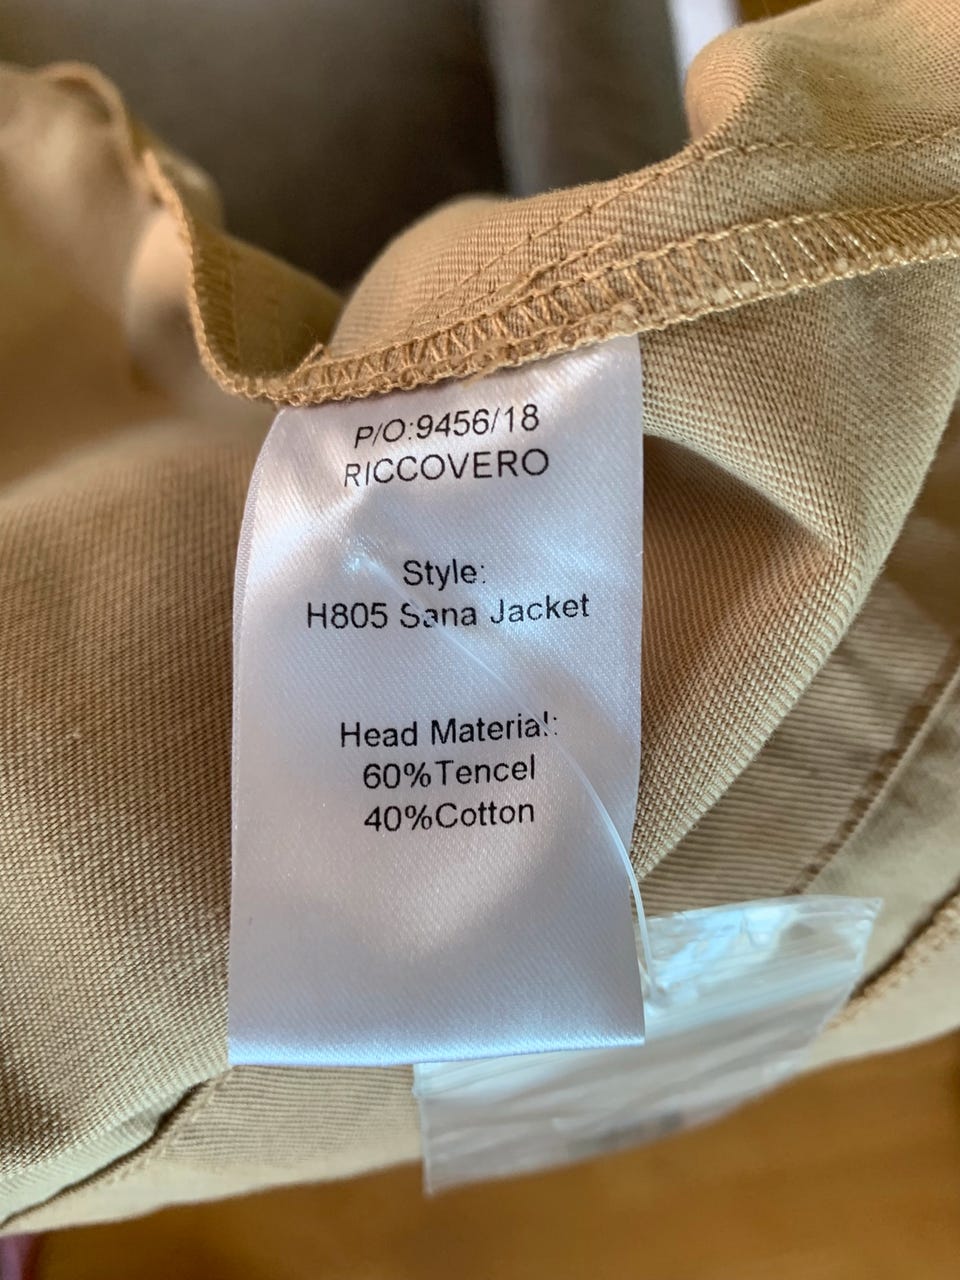 P/O:9456/18
RICCOVERO
Style:
H805 Sana Jacket
Head Material:
60%Tencel
40%Cotton